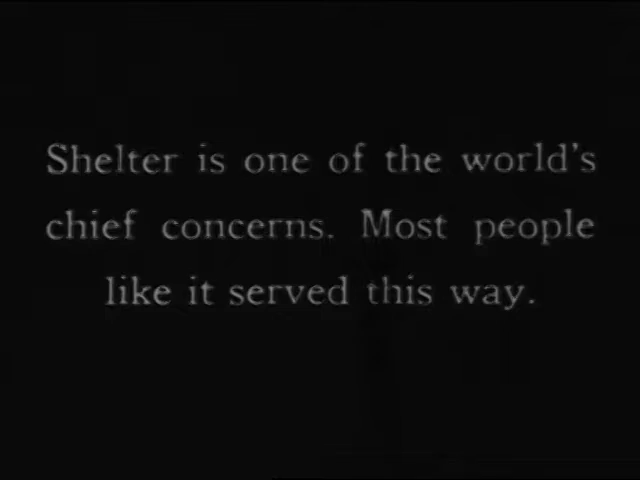 Shelter is one of the world's
chief concerns. Most people
like it served this way.